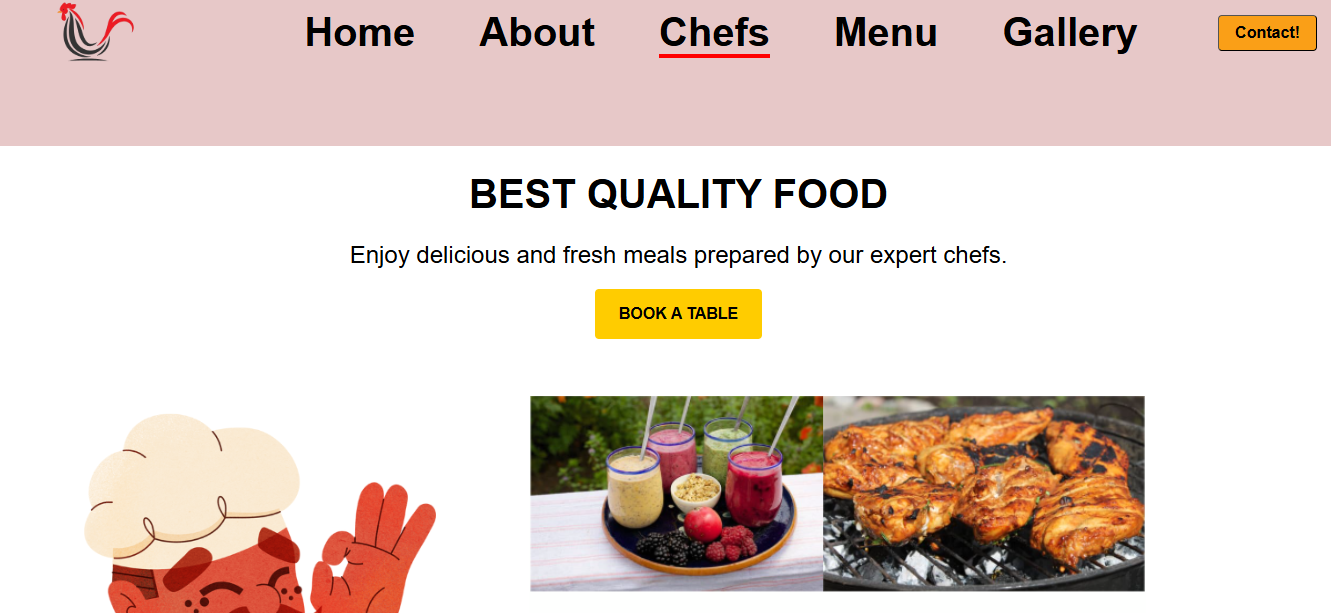 Home About Chefs Menu Gallery Contact!
BEST QUALITY FOOD
Enjoy delicious and fresh meals prepared by our expert chefs.
BOOK A TABLE